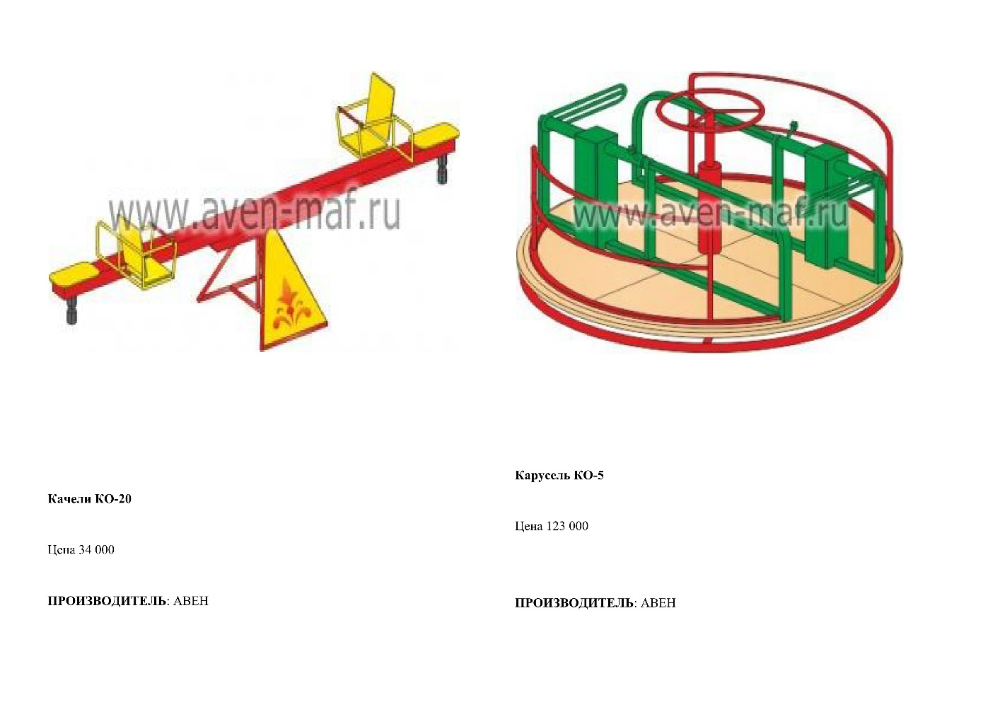 www.aven-maf.ru
www.aven-maf.ru
Качели КО-20
Цена 34 000
ПРОИЗВОДИТЕЛЬ: АВЕН
Карусель КО-5
Цена 123 000
ПРОИЗВОДИТЕЛЬ: АВЕН